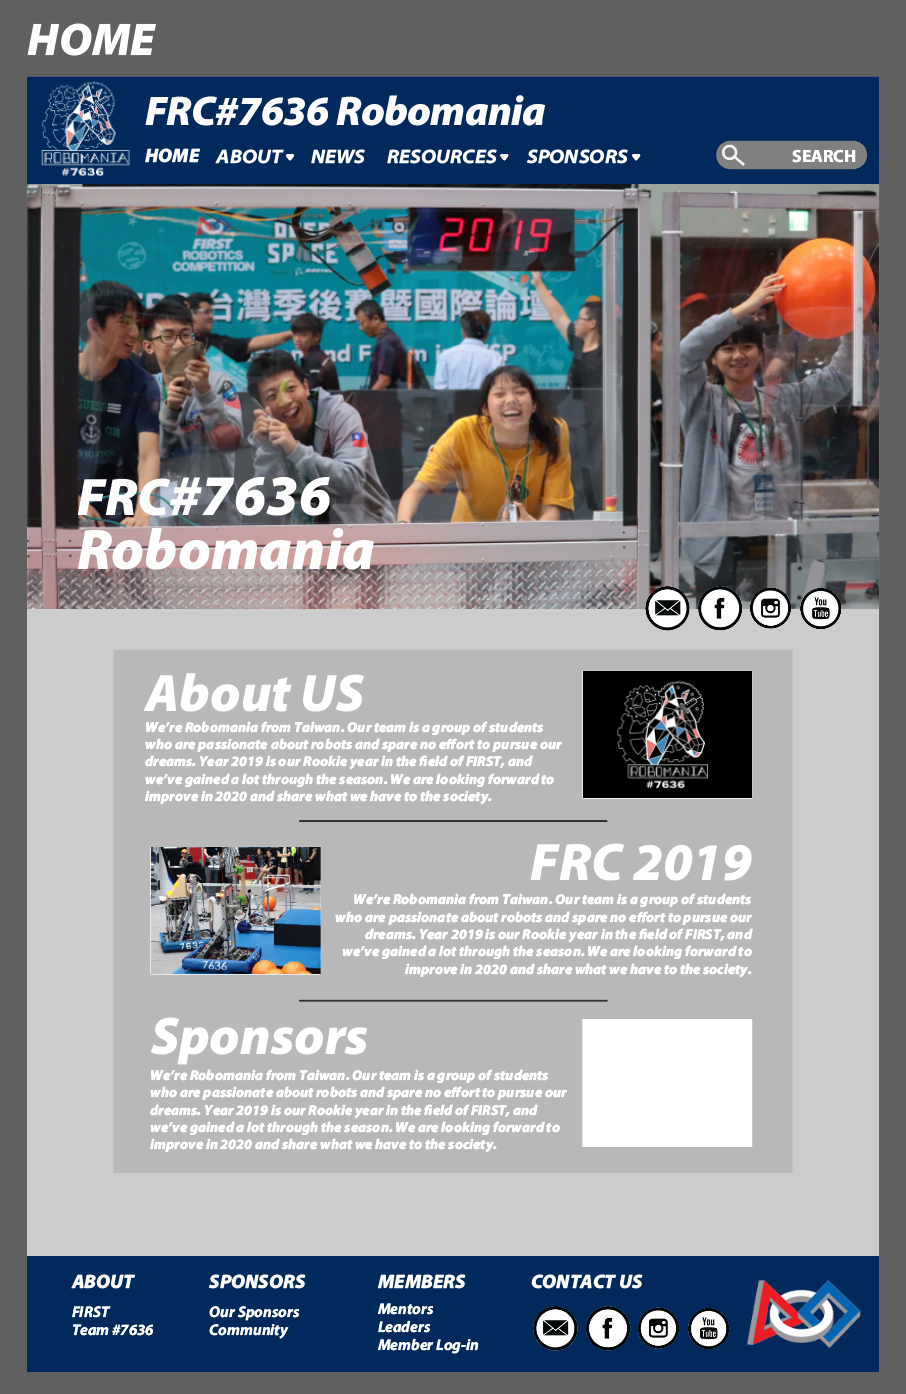 HOME
FRC#7636 Robomania
ROBOMANIA
#7636
HOME ABOUT NEWS RESOURCES SPONSORS
SEARCH
2019
FIRST
ROBOTICS
COMPETITION
SPACE
台灣季後賽暨國際論壇
FRC#7636
Robomania
You
Tube
About US
We're Robomania from Taiwan. Our team is a group of students
who are passionate about robots and spare no effort to pursue our
dreams. Year 2019 is our Rookie year in the field of FIRST, and
we've gained a lot through the season. We are looking forward to
improve in 2020 and share what we have to the society.
ROBOMANIA
#7636
FRC 2019
We're Robomania from Taiwan. Our team is a group of students
who are passionate about robots and spare no effort to pursue our
dreams. Year 2019 is our Rookie year in the field of FIRST, and
we've gained a lot through the season. We are looking forward to
improve in 2020 and share what we have to the society.
7636
Sponsors
We're Robomania from Taiwan. Our team is a group of students
who are passionate about robots and spare no effort to pursue our
dreams. Year 2019 is our Rookie year in the field of FIRST, and
we've gained a lot through the season. We are looking forward to
improve in 2020 and share what we have to the society.
ABOUT
FIRST
Team #7636
SPONSORS
Our Sponsors
Community
MEMBERS
Mentors
Leaders
Member Log-in
CONTACT US
You
Tube